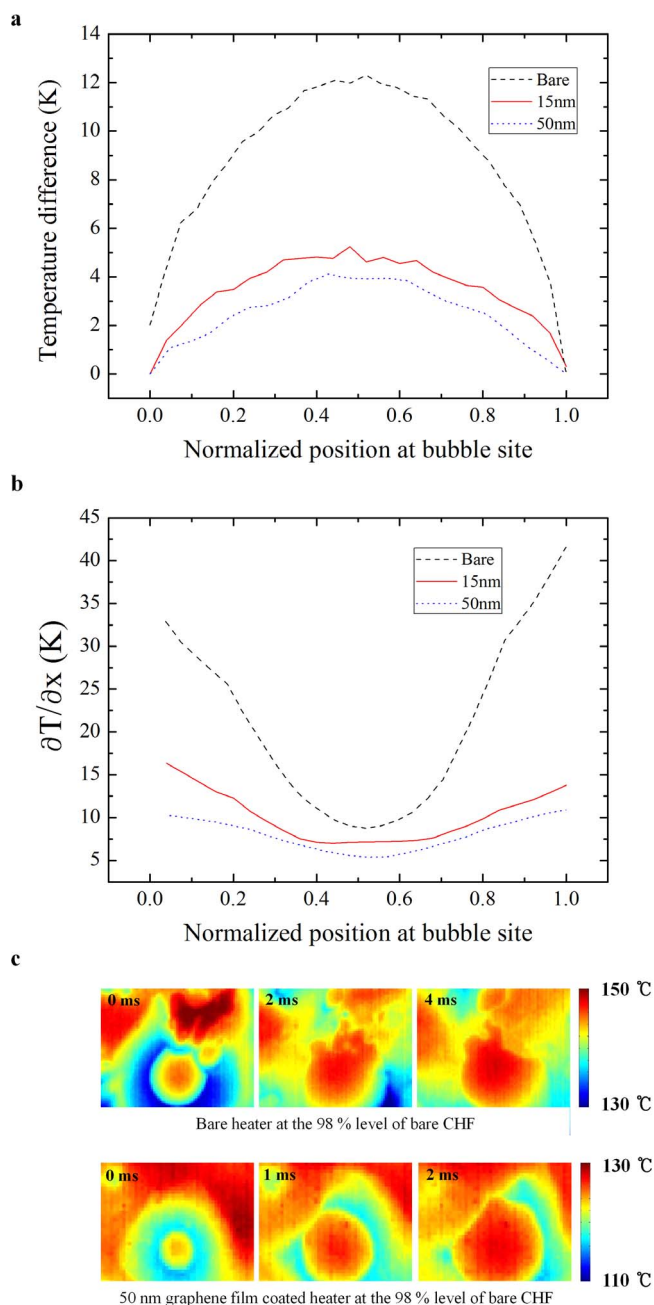 a
14
12
10
8
6
4
2
0
Temperature difference (K)
Bare
15nm
50nm
0.0 0.2 0.4 0.6 0.8 1.0
Normalized position at bubble site
b
45
40
35
30
25
20
15
10
5
∂T/∂x (K)
Bare
15nm
50nm
0.0 0.2 0.4 0.6 0.8 1.0
Normalized position at bubble site
c
0 ms 2 ms 4 ms 150 ℃
130 ℃
Bare heater at the 98 % level of bare CHF
0 ms 1 ms 2 ms 130 ℃
110 ℃
50 nm graphene film coated heater at the 98 % level of bare CHF